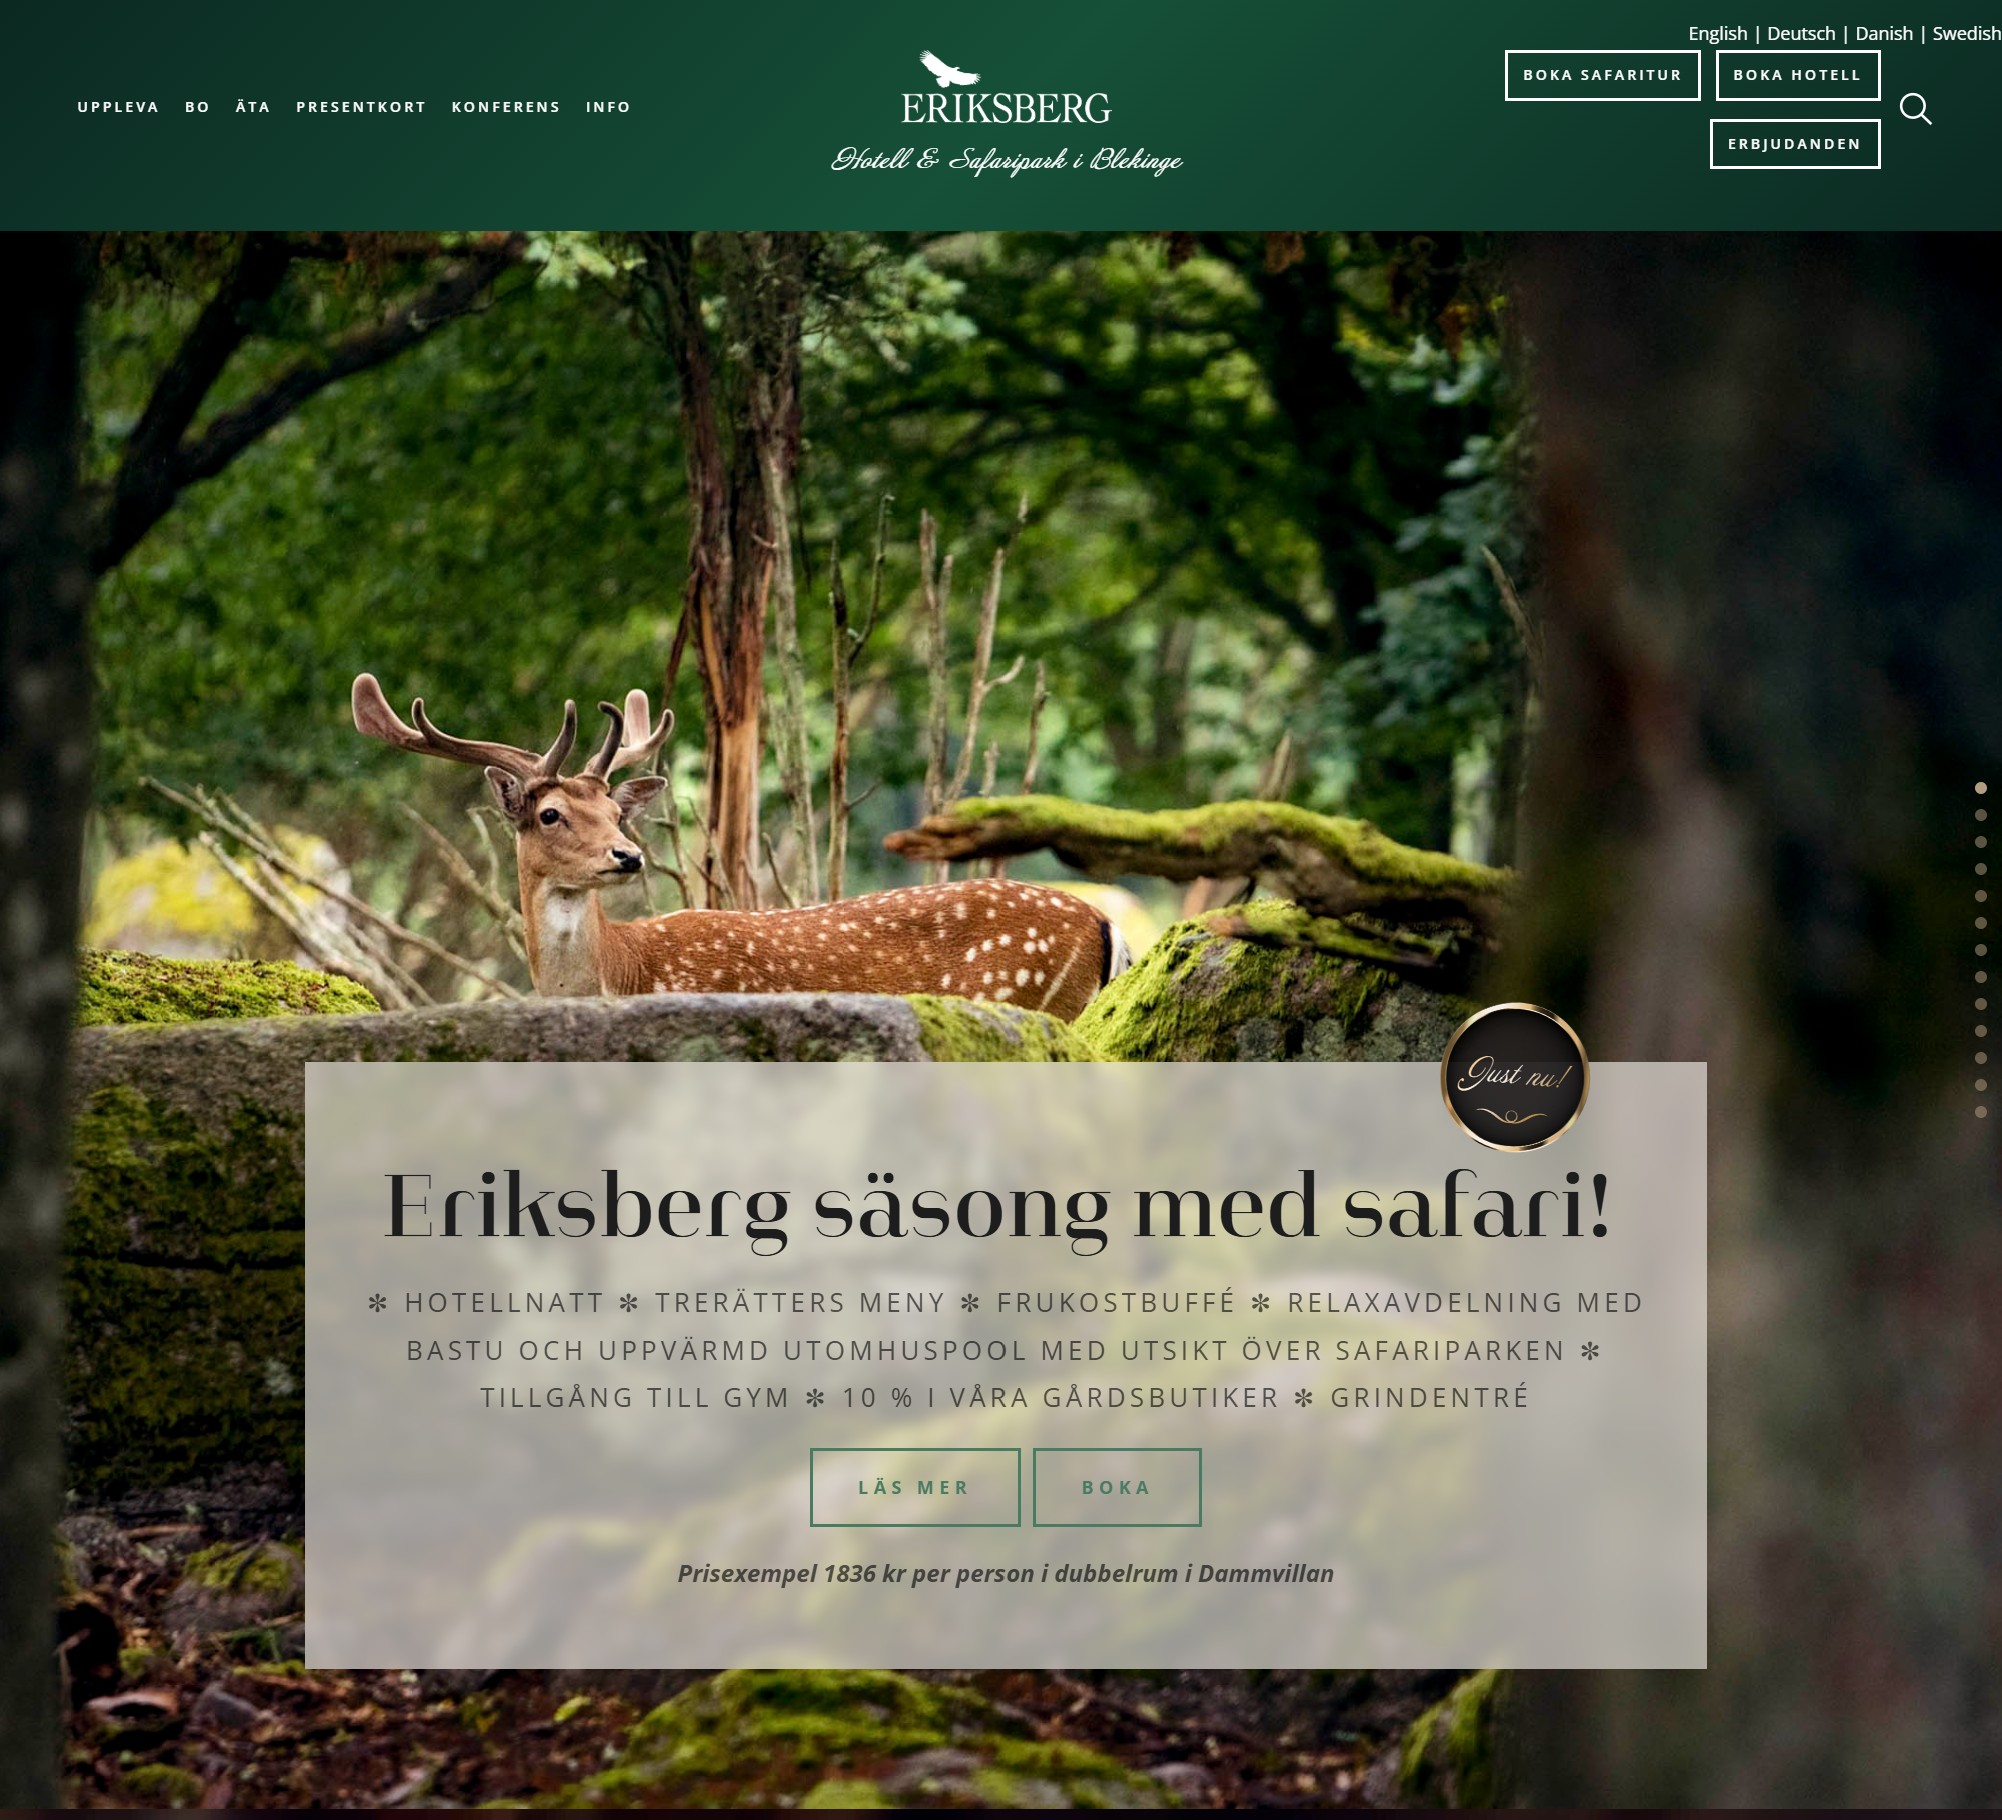 English | Deutsch | Danish | Swedish
UPPLEVA BO ÄTA PRESENTKORT KONFERENS INFO
ERIKSBERG
Hotell & Safaripark i Blekinge
BOKA SAFARITUR BOKA HOTELL
ERBJUDANDEN
Just nu!
Eriksberg säsong med safari!
✻ HOTELLNATT ✻ TRERÄTTERS MENY ✻ FRUKOSTBUFFÉ ✻ RELAXAVDELNING MED
BASTU OCH UPPVÄRMD UTOMHUSPOOL MED UTSIKT ÖVER SAFARIPARKEN ✻
TILLGÅNG TILL GYM ✻ 10 % I VÅRA GÅRDSBUTIKER ✻ GRINDENTRÉ
LÄS MER BOKA
Prisexempel 1836 kr per person i dubbelrum i Dammvillan